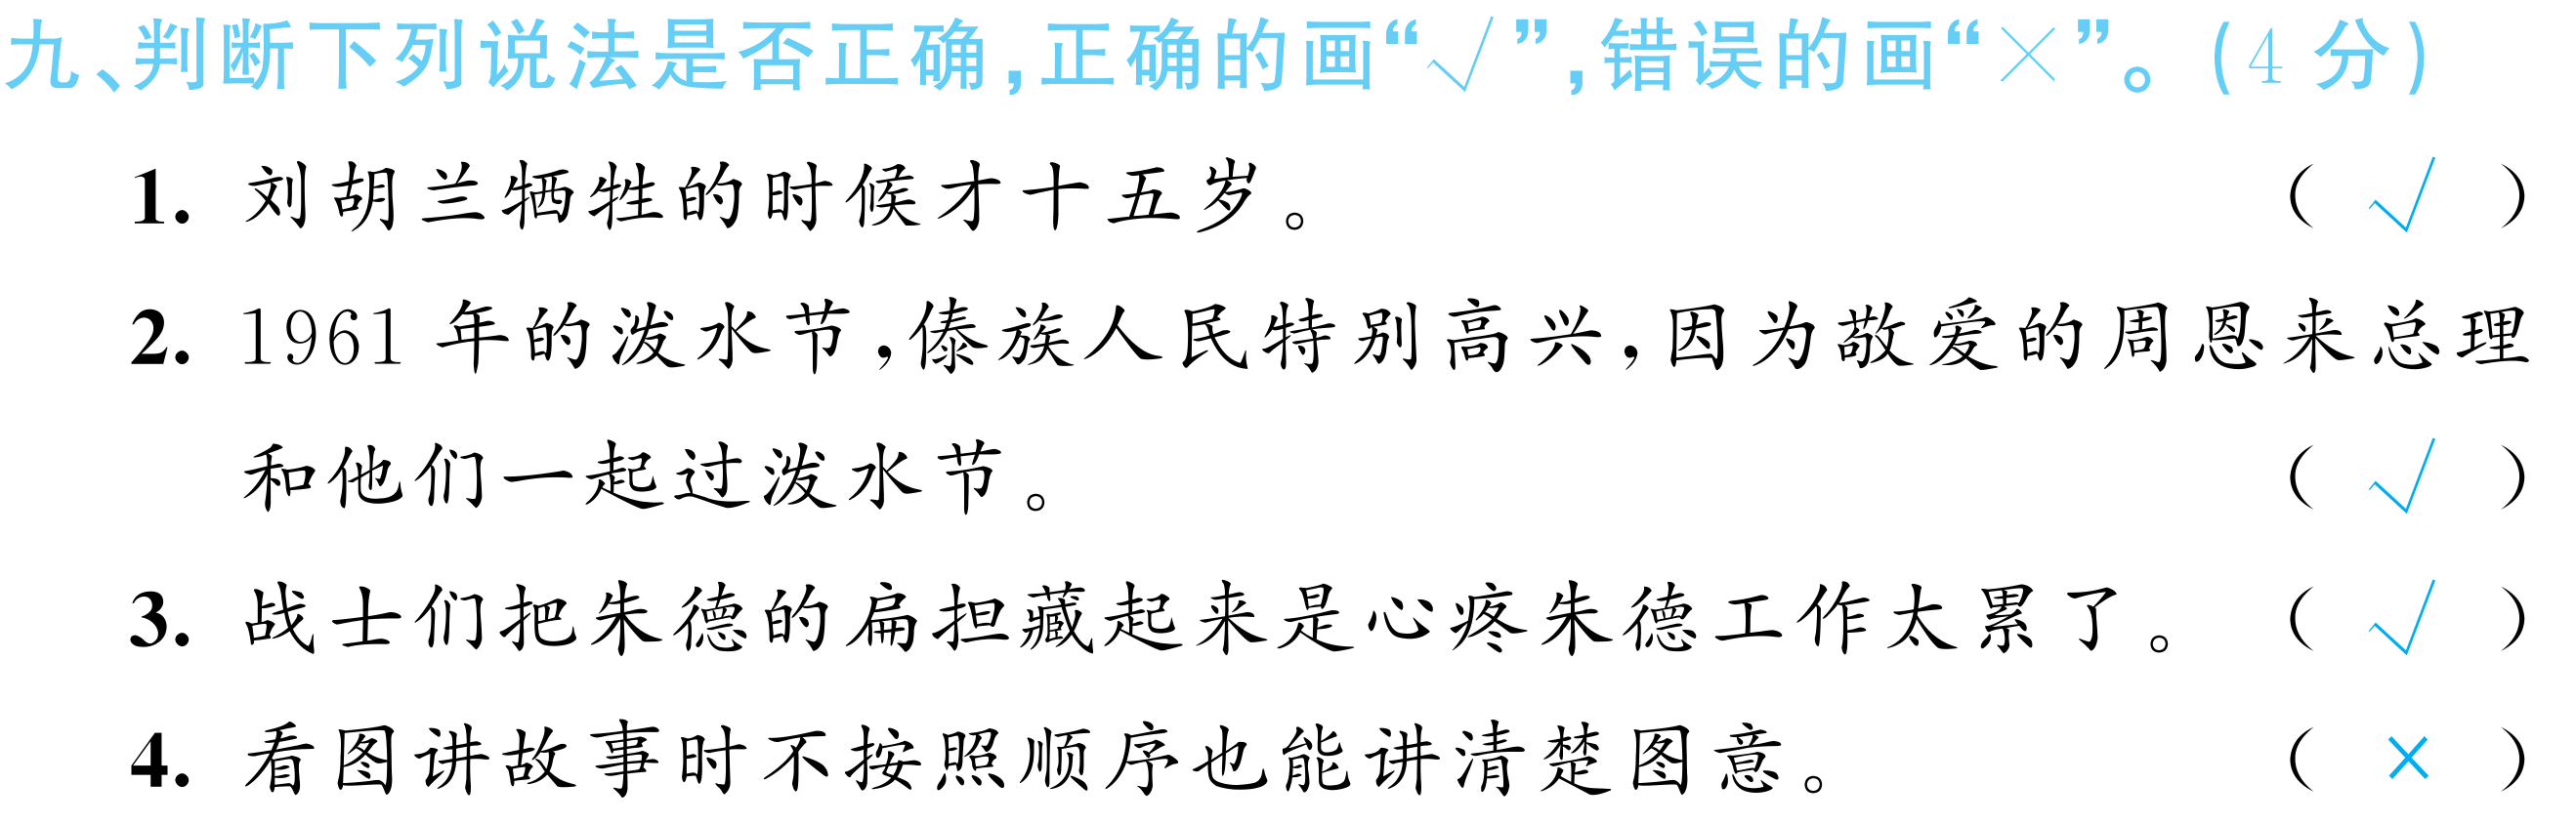 九、判断下列说法是否正确,正确的画“√”,错误的画“×”。(4 分)
1. 刘胡兰牺牲的时候才十五岁。 ( √ )
2. 1961 年的泼水节,傣族人民特别高兴,因为敬爱的周恩来总理
和他们一起过泼水节。 ( √ )
3. 战士们把朱德的扁担藏起来是心疼朱德工作太累了。 ( √ )
4. 看图讲故事时不按照顺序也能讲清楚图意。 ( × )